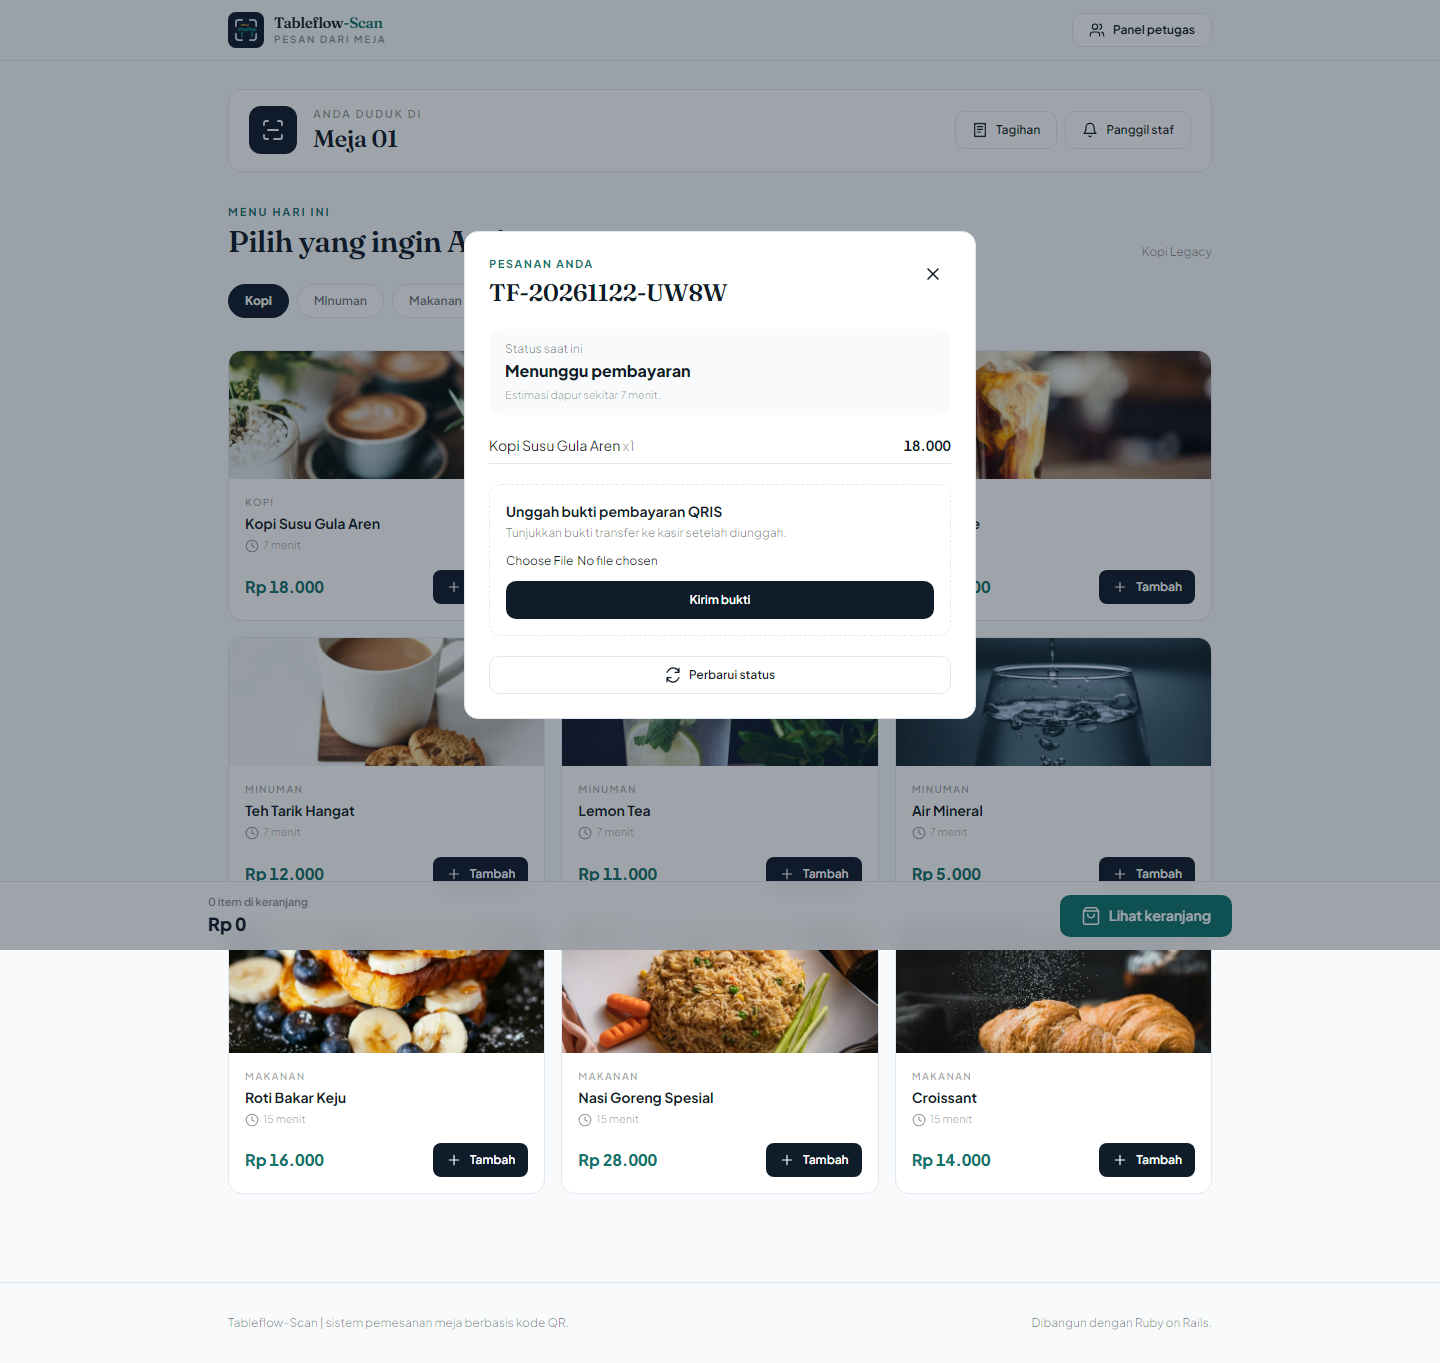 Tableflow-Scan
PESAN DARI MEJA
Panel petugas
ANDA DUDUK DI
Meja 01
Tagihan
Panggil staf
MENU HARI INI
Pilih yang ingin
Kopi Legacy
Kopi
Minuman
Makanan
PESANAN ANDA
TF-20261122-UW8W
Status saat ini
Menunggu pembayaran
Estimasi dapur sekitar 7 menit.
Kopi Susu Gula Aren x1
18.000
Unggah bukti pembayaran QRIS
Tunjukkan bukti transfer ke kasir setelah diunggah.
Choose File No file chosen
Kirim bukti
Perbarui status
KOPI
Kopi Susu Gula Aren
7 menit
Rp 18.000
Tambah
MINUMAN
Teh Tarik Hangat
7 menit
Rp 12.000
Tambah
MINUMAN
Lemon Tea
7 menit
Rp 11.000
Tambah
MINUMAN
Air Mineral
7 menit
Rp 5.000
Tambah
0 item di keranjang
Rp 0
Lihat keranjang
MAKANAN
Roti Bakar Keju
15 menit
Rp 16.000
Tambah
MAKANAN
Nasi Goreng Spesial
15 menit
Rp 28.000
Tambah
MAKANAN
Croissant
15 menit
Rp 14.000
Tambah
Tableflow-Scan | sistem pemesanan meja berbasis kode QR.
Dibangun dengan Ruby on Rails.